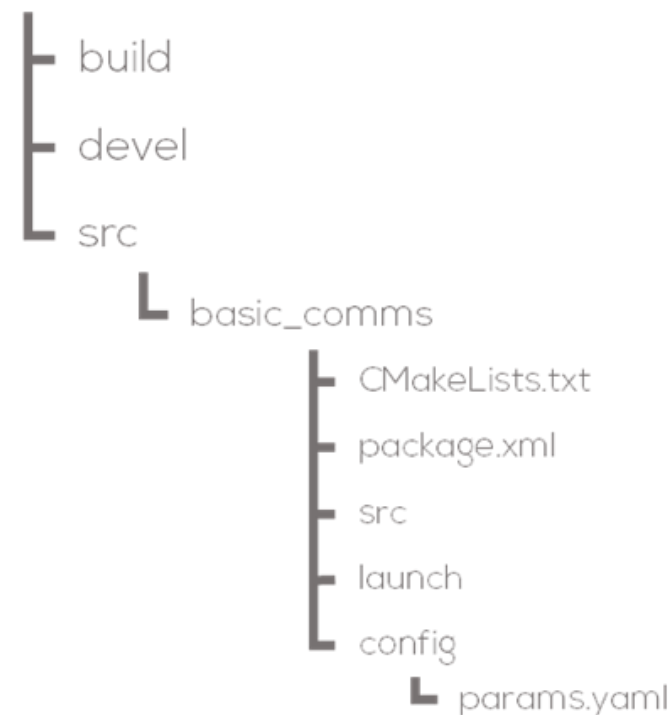 build
devel
src
basic_comms
CMakeLists.txt
package.xml
src
launch
config
params.yaml